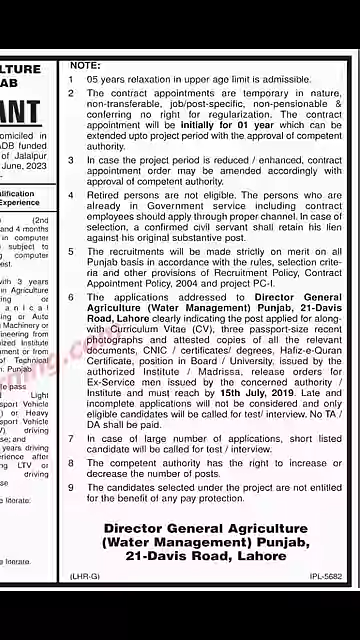 LTURE
AB
ANT
omiciled in
ADB funded
of Jalalpur
June, 2023
alification
Experience
(2nd
and 4 months
in computer
subject to
computer
est.
with 3 years
n Agriculture
or
anical
ing or Auto
Machinery or
ineering from
ized Institute
ment or from
of Technical
n. Punjab
le pass
Light
sport Vehicle
) or Heavy
sport Vehicle
V) driving
se; and
years driving
erience after
ng LTV or
driving
se
e literate.
e literate.
NOTE:
1 05 years relaxation in upper age limit is admissible.
2 The contract appointments are temporary in nature,
non-transferable, job/post-specific, non-pensionable &
conferring no right for regularization. The contract
appointment will be initially for 01 year which can be
extended upto project period with the approval of competent
authority.
3 In case the project period is reduced / enhanced, contract
appointment order may be amended accordingly with
approval of competent authority.
4 Retired persons are not eligible. The persons who are
already in Government service including contract
employees should apply through proper channel. In case of
selection, a confirmed civil servant shall retain his lien
against his original substantive post.
5 The recruitments will be made strictly on merit on all
Punjab basis in accordance with the rules, selection crite-
ria and other provisions of Recruitment Policy, Contract
Appointment Policy, 2004 and project PC-I.
6 The applications addressed to Director General
Agriculture (Water Management) Punjab, 21-Davis
Road, Lahore clearly indicating the post applied for along-
with Curriculum Vitae (CV), three passport-size recent
photographs and attested copies of all the relevant
documents, CNIC / certificates/ degrees, Hafiz-e-Quran
Certificate, position in Board / University, issued by the
authorized Institute / Madrissa, release orders for
Ex-Service men issued by the concerned authority /
Institute and must reach by 15th July, 2019. Late and
incomplete applications will not be considered and only
eligible candidates will be called for test/ interview. No TA /
DA shall be paid.
7 In case of large number of applications, short listed
candidate will be called for test / interview.
8 The competent authority has the right to increase or
decrease the number of posts.
9 The candidates selected under the project are not entitled
for the benefit of any pay protection.
Director General Agriculture
(Water Management) Punjab,
21-Davis Road, Lahore
(LHR-G) IPL-5682